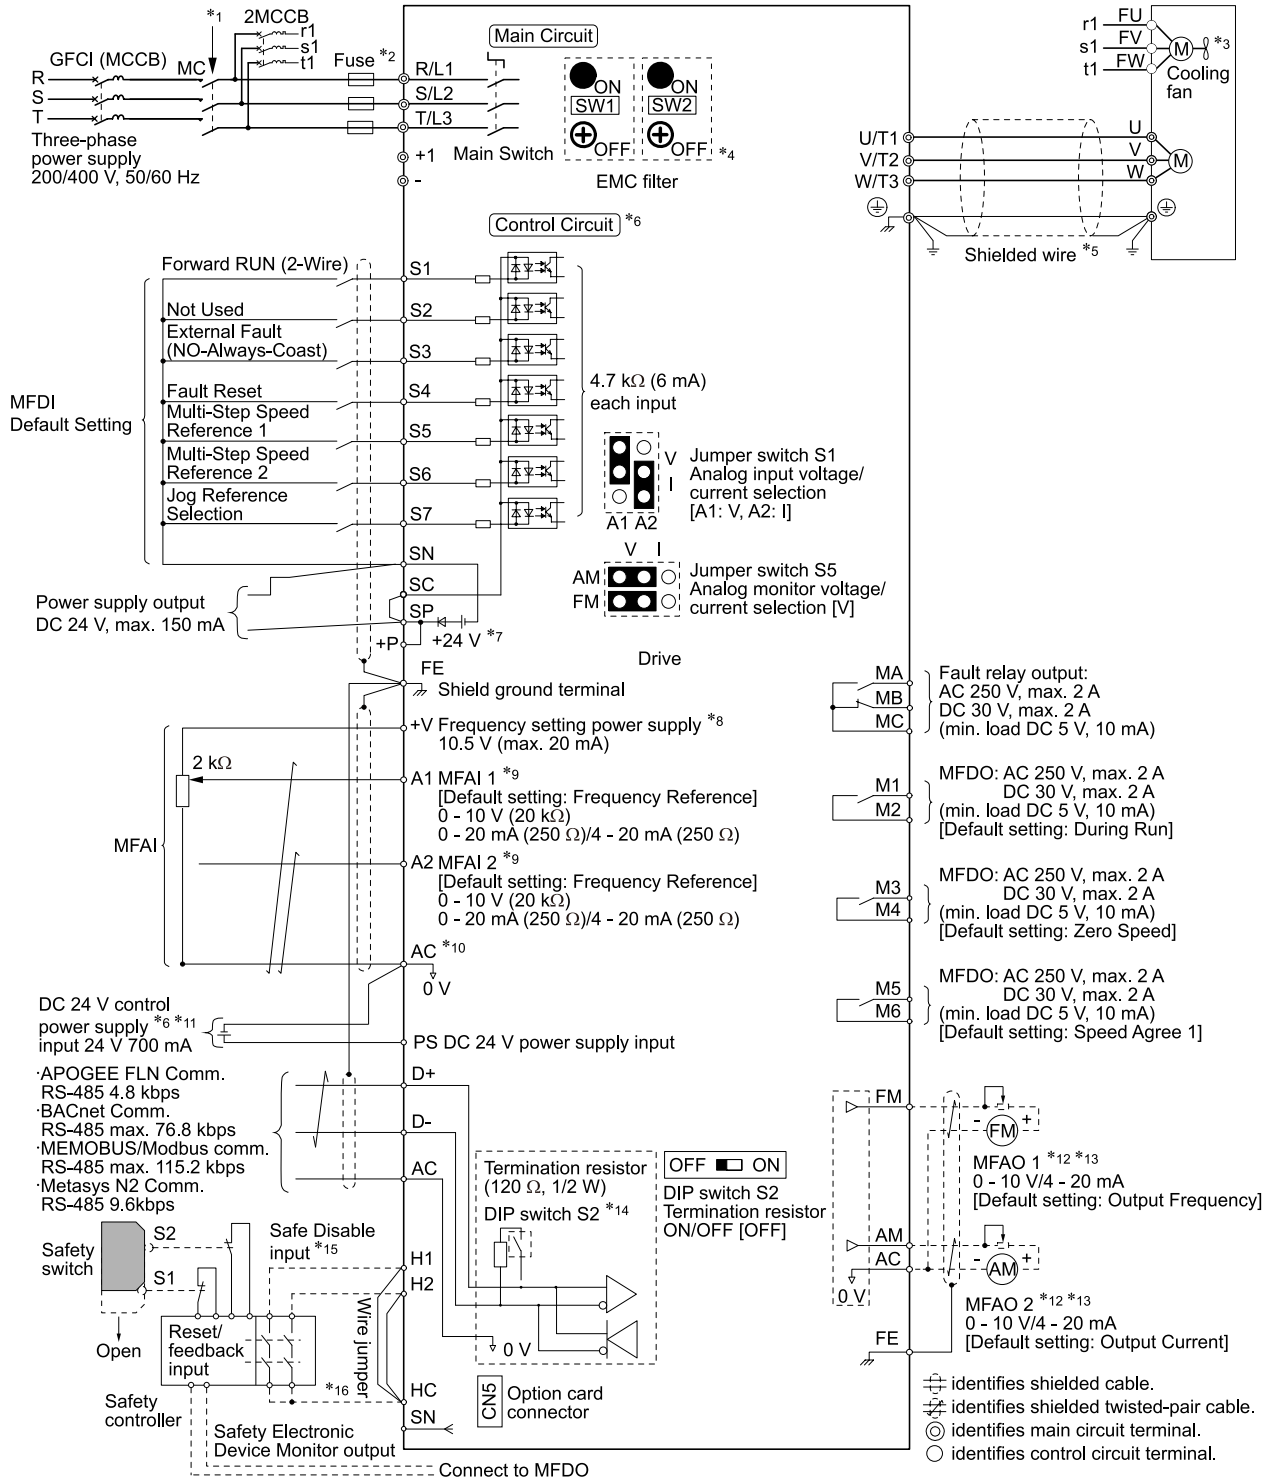 *1
2MCCB
r1
s1
t1
GFCI (MCCB)
MC
Fuse *2
R
S
T
Three-phase
power supply
200/400 V, 50/60 Hz
R/L1
S/L2
T/L3
+1
-
Main Circuit
Main Switch
ON
SW1
OFF
ON
SW2
OFF
*4
EMC filter
r1
s1
t1
FU
FV
FW
M
*3
Cooling
fan
U/T1
V/T2
W/T3
U
V
W
M
Shielded wire *5
Control Circuit *6
MFDI
Default Setting
Forward RUN (2-Wire)
S1
Not Used
S2
External Fault
(NO-Always-Coast)
S3
Fault Reset
S4
Multi-Step Speed
Reference 1
S5
Multi-Step Speed
Reference 2
S6
Jog Reference
Selection
S7
4.7 kΩ (6 mA)
each input
V
I
A1 A2
Jumper switch S1
Analog input voltage/
current selection
[A1: V, A2: I]
V I
AM
FM
Jumper switch S5
Analog monitor voltage/
current selection [V]
SN
SC
SP
+P
+24 V *7
Power supply output
DC 24 V, max. 150 mA
Drive
FE
Shield ground terminal
MFAI
2 kΩ
+V Frequency setting power supply *8
10.5 V (max. 20 mA)
A1 MFAI 1 *9
[Default setting: Frequency Reference]
0 - 10 V (20 kΩ)
0 - 20 mA (250 Ω)/4 - 20 mA (250 Ω)
A2 MFAI 2 *9
[Default setting: Frequency Reference]
0 - 10 V (20 kΩ)
0 - 20 mA (250 Ω)/4 - 20 mA (250 Ω)
AC *10
0 V
DC 24 V control
power supply *6 *11
input 24 V 700 mA
PS DC 24 V power supply input
MA
MB
MC
Fault relay output:
AC 250 V, max. 2 A
DC 30 V, max. 2 A
(min. load DC 5 V, 10 mA)
M1
M2
MFDO: AC 250 V, max. 2 A
DC 30 V, max. 2 A
(min. load DC 5 V, 10 mA)
[Default setting: During Run]
M3
M4
MFDO: AC 250 V, max. 2 A
DC 30 V, max. 2 A
(min. load DC 5 V, 10 mA)
[Default setting: Zero Speed]
M5
M6
MFDO: AC 250 V, max. 2 A
DC 30 V, max. 2 A
(min. load DC 5 V, 10 mA)
[Default setting: Speed Agree 1]
·APOGEE FLN Comm.
RS-485 4.8 kbps
·BACnet Comm.
RS-485 max. 76.8 kbps
·MEMOBUS/Modbus comm.
RS-485 max. 115.2 kbps
·Metasys N2 Comm.
RS-485 9.6kbps
D+
D-
AC
Termination resistor
(120 Ω, 1/2 W)
DIP switch S2 *14
0 V
OFF ON
DIP switch S2
Termination resistor
ON/OFF [OFF]
FM
- FM +
MFAO 1 *12 *13
0 - 10 V/4 - 20 mA
[Default setting: Output Frequency]
AM
AC
0 V
- AM +
MFAO 2 *12 *13
0 - 10 V/4 - 20 mA
[Default setting: Output Current]
FE
Safety
switch
S2
S1
Open
Safe Disable
input *15
H1
H2
Wire jumper
Reset/
feedback
input
*16
HC
SN
Safety
controller
Safety Electronic
Device Monitor output
Connect to MFDO
CN5
Option card
connector
identifies shielded cable.
identifies shielded twisted-pair cable.
identifies main circuit terminal.
identifies control circuit terminal.